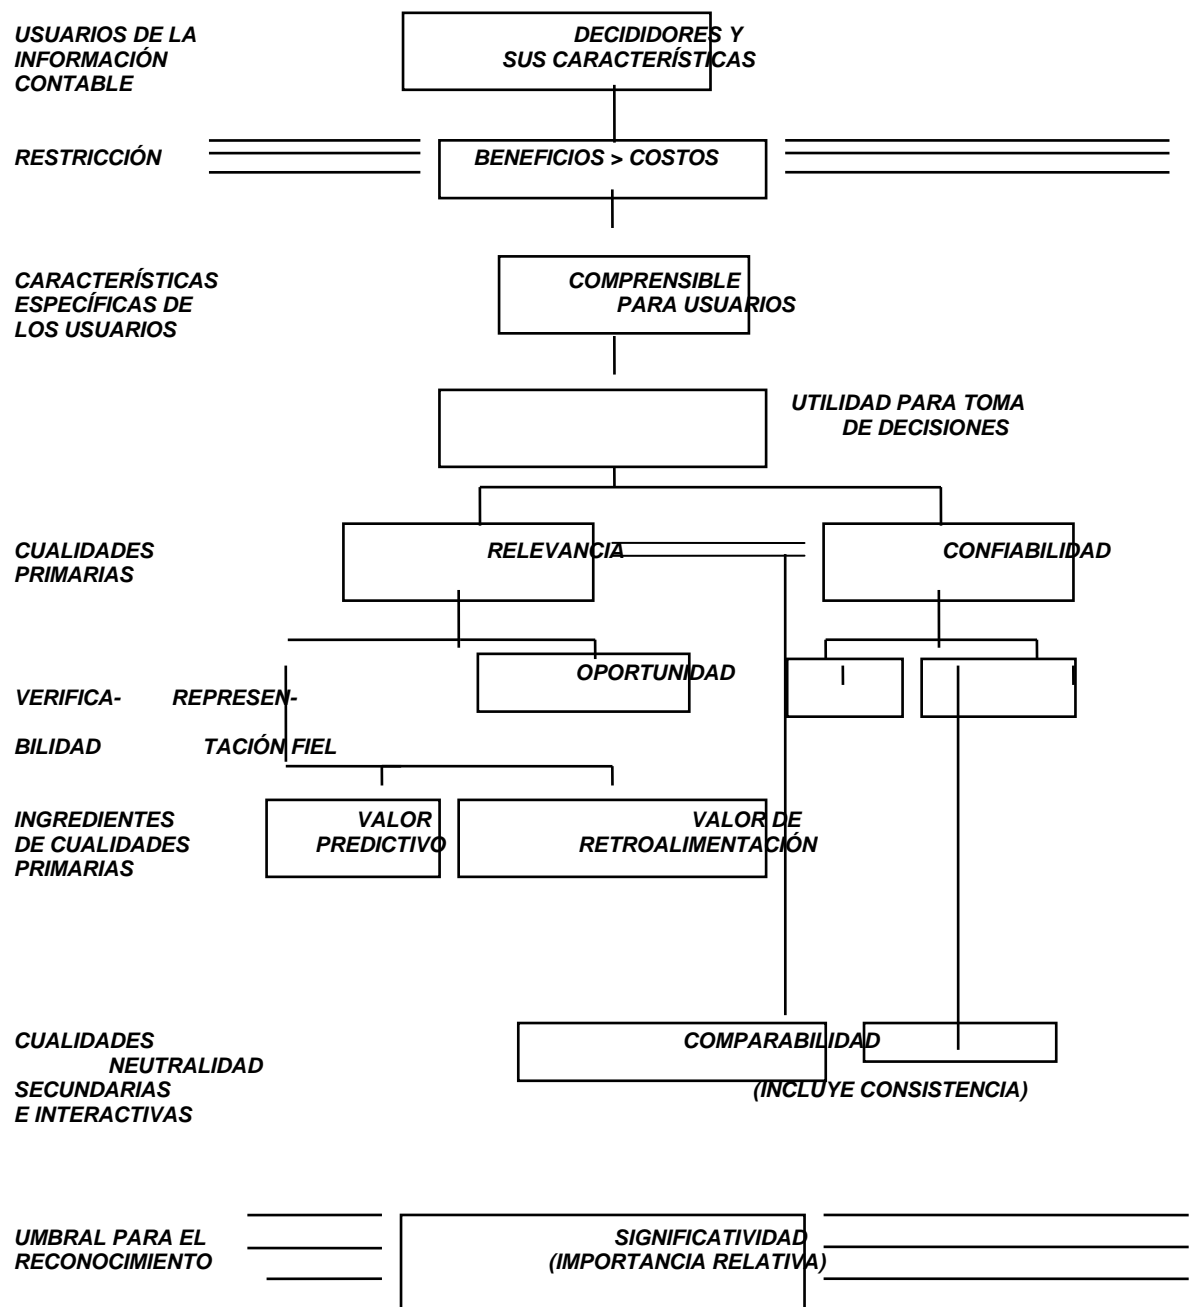 USUARIOS DE LA
INFORMACIÓN
CONTABLE
DECIDIDORES Y
SUS CARACTERÍSTICAS
RESTRICCIÓN
BENEFICIOS > COSTOS
CARACTERÍSTICAS
ESPECÍFICAS DE
LOS USUARIOS
COMPRENSIBLE
PARA USUARIOS
UTILIDAD PARA TOMA
DE DECISIONES
CUALIDADES
PRIMARIAS
RELEVANCIA
CONFIABILIDAD
OPORTUNIDAD
VERIFICA- REPRESEN-
BILIDAD TACIÓN FIEL
INGREDIENTES
DE CUALIDADES
PRIMARIAS
VALOR
PREDICTIVO
VALOR DE
RETROALIMENTACIÓN
CUALIDADES
NEUTRALIDAD
SECUNDARIAS
E INTERACTIVAS
COMPARABILIDAD
(INCLUYE CONSISTENCIA)
UMBRAL PARA EL
RECONOCIMIENTO
SIGNIFICATIVIDAD
(IMPORTANCIA RELATIVA)